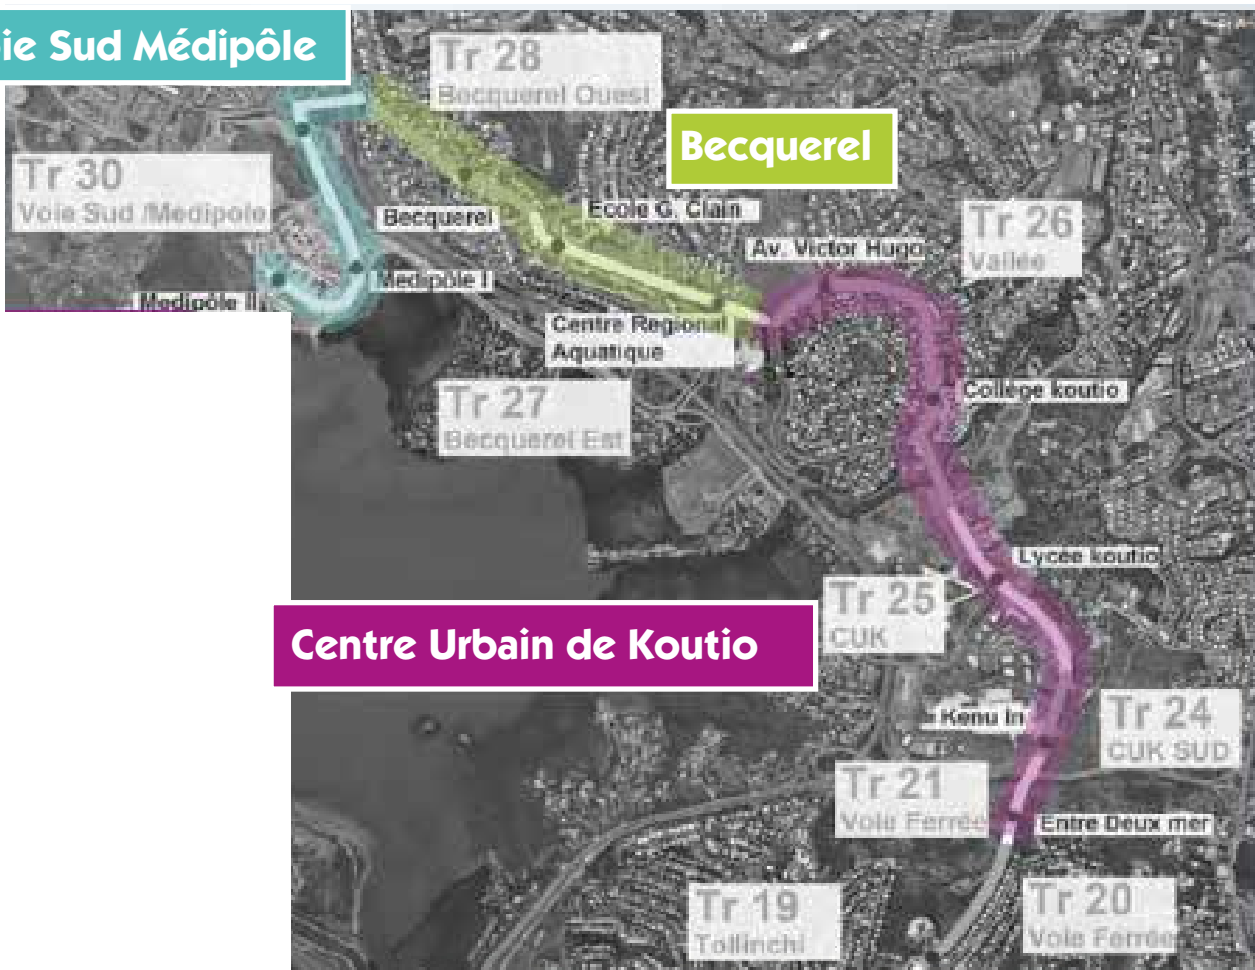 ie Sud Médipôle
Tr 28
Becquerel Ouest
Becquerel
Tr 30
Voie Sud /Medipole
Becquerel
Ecole G. Clain
Tr 26
Vallée
Av. Victor Hugo
Medipôle I
Medipôle II
Centre Regional
Aquatique
Tr 27
Becquerel Est
Collège koutio
Lycée koutio
Tr 25
CUK
Centre Urbain de Koutio
Kenu In
Tr 24
CUK SUD
Tr 21
Voie Ferrée
Entre Deux mer
Tr 19
Tollinchi
Tr 20
Voie Ferrée